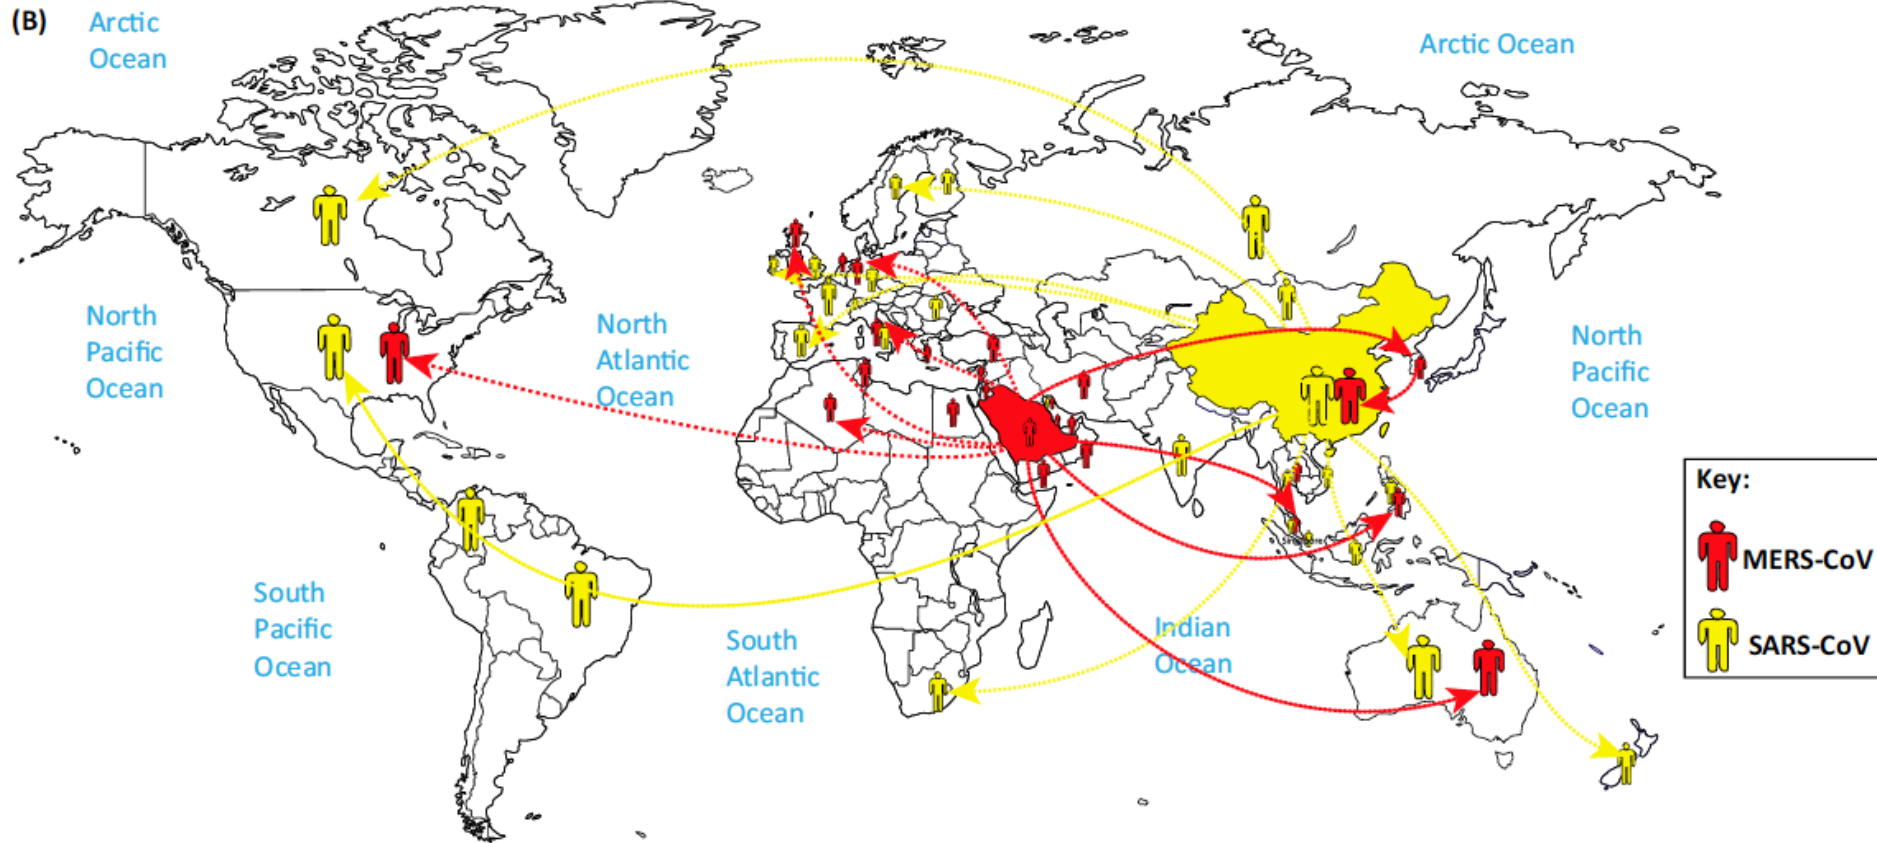 (B)
Arctic
Ocean
Arctic Ocean
North
Pacific
Ocean
North
Atlantic
Ocean
North
Pacific
Ocean
Singapore
South
Pacific
Ocean
South
Atlantic
Ocean
Indian
Ocean
Key:
MERS-CoV
SARS-CoV